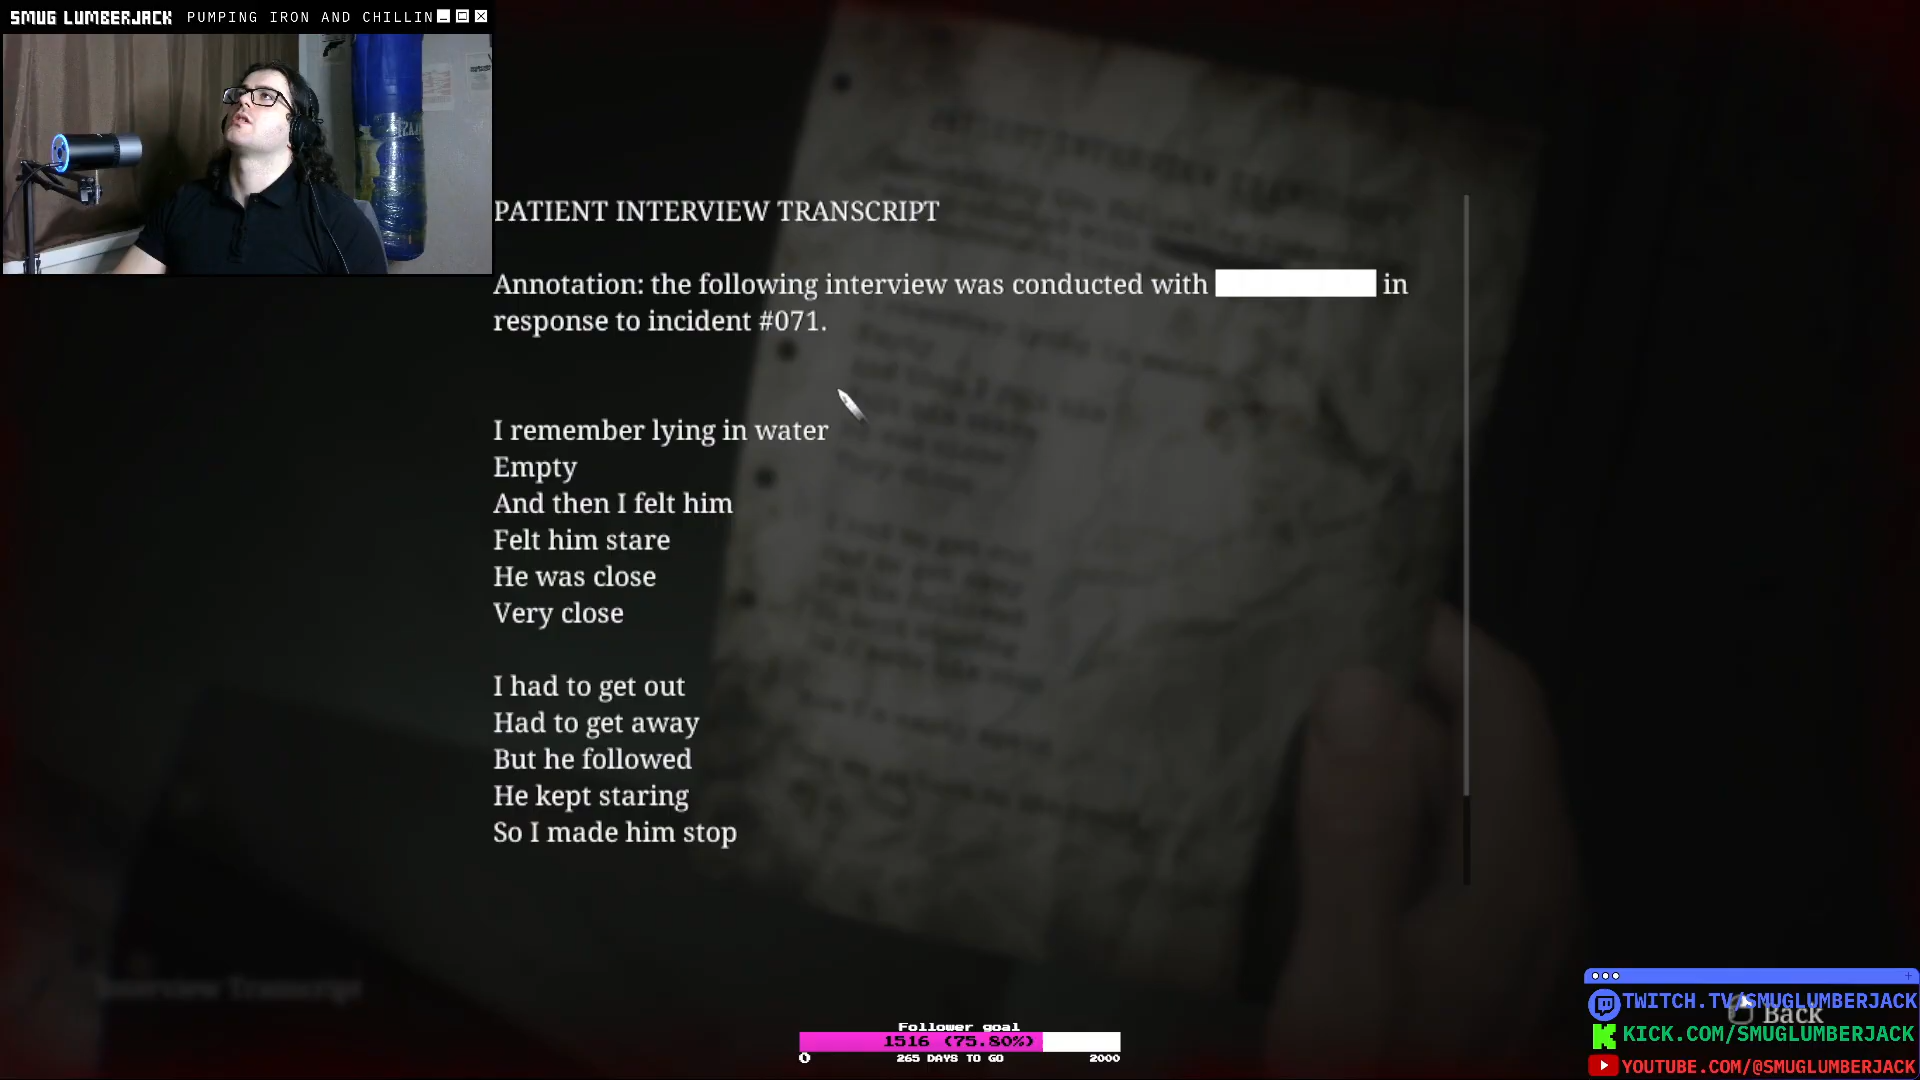 SMUG LUMBERJACK PUMPING IRON AND CHILLIN
PATIENT INTERVIEW TRANSCRIPT
Annotation: the following interview was conducted with in
response to incident #071.
I remember lying in water
Empty
And then I felt him
Felt him stare
He was close
Very close
I had to get out
Had to get away
But he followed
He kept staring
So I made him stop
Interview Transcript
Follower goal
1516 (75.80%)
0 265 DAYS TO GO 2000
TWITCH.TV/SMUGLUMBERJACK
Back
KICK.COM/SMUGLUMBERJACK
YOUTUBE.COM/@SMUGLUMBERJACK